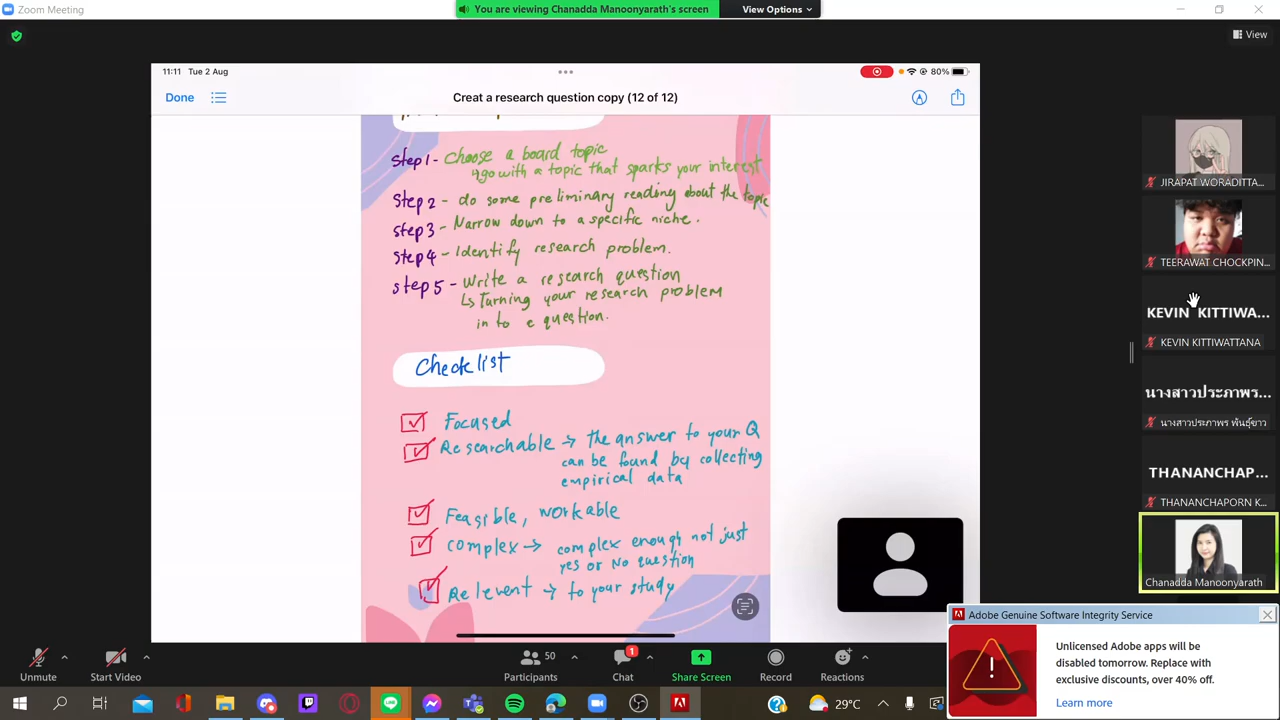 Zoom Meeting
You are viewing Chanadda Manoonyarath's screen
View Options
View
11:11 Tue 2 Aug
80%
Done
Creat a research question copy (12 of 12)
Step 1 - Choose a board topic
↳ go with a topic that sparks your interest
Step 2 - do some preliminary reading about the topic
Step 3 - Narrow down to a specific niche.
Step 4 - Identify research problem.
Step 5 - Write a research question
↳ Turning your research problem
in to e question.
Checklist
Focused
Researchable → the answer to your Q
can be found by collecting
empirical data
Feasible, workable
complex → complex enough not just
yes or No question
Relevent → to your study
JIRAPAT WORADITTA...
TEERAWAT CHOCKPIN...
KEVIN KITTIWA...
KEVIN KITTIWATTANA
นางสาวประภาพร...
นางสาวประภาพร พันธุ์ขาว
THANANCHAP...
THANANCHAPORN K...
Chanadda Manoonyarath
Adobe Genuine Software Integrity Service
Unlicensed Adobe apps will be
disabled tomorrow. Replace with
exclusive discounts, over 40% off.
Learn more
Unmute
Start Video
50
Participants
1
Chat
Share Screen
Record
Reactions
LINE
29°C